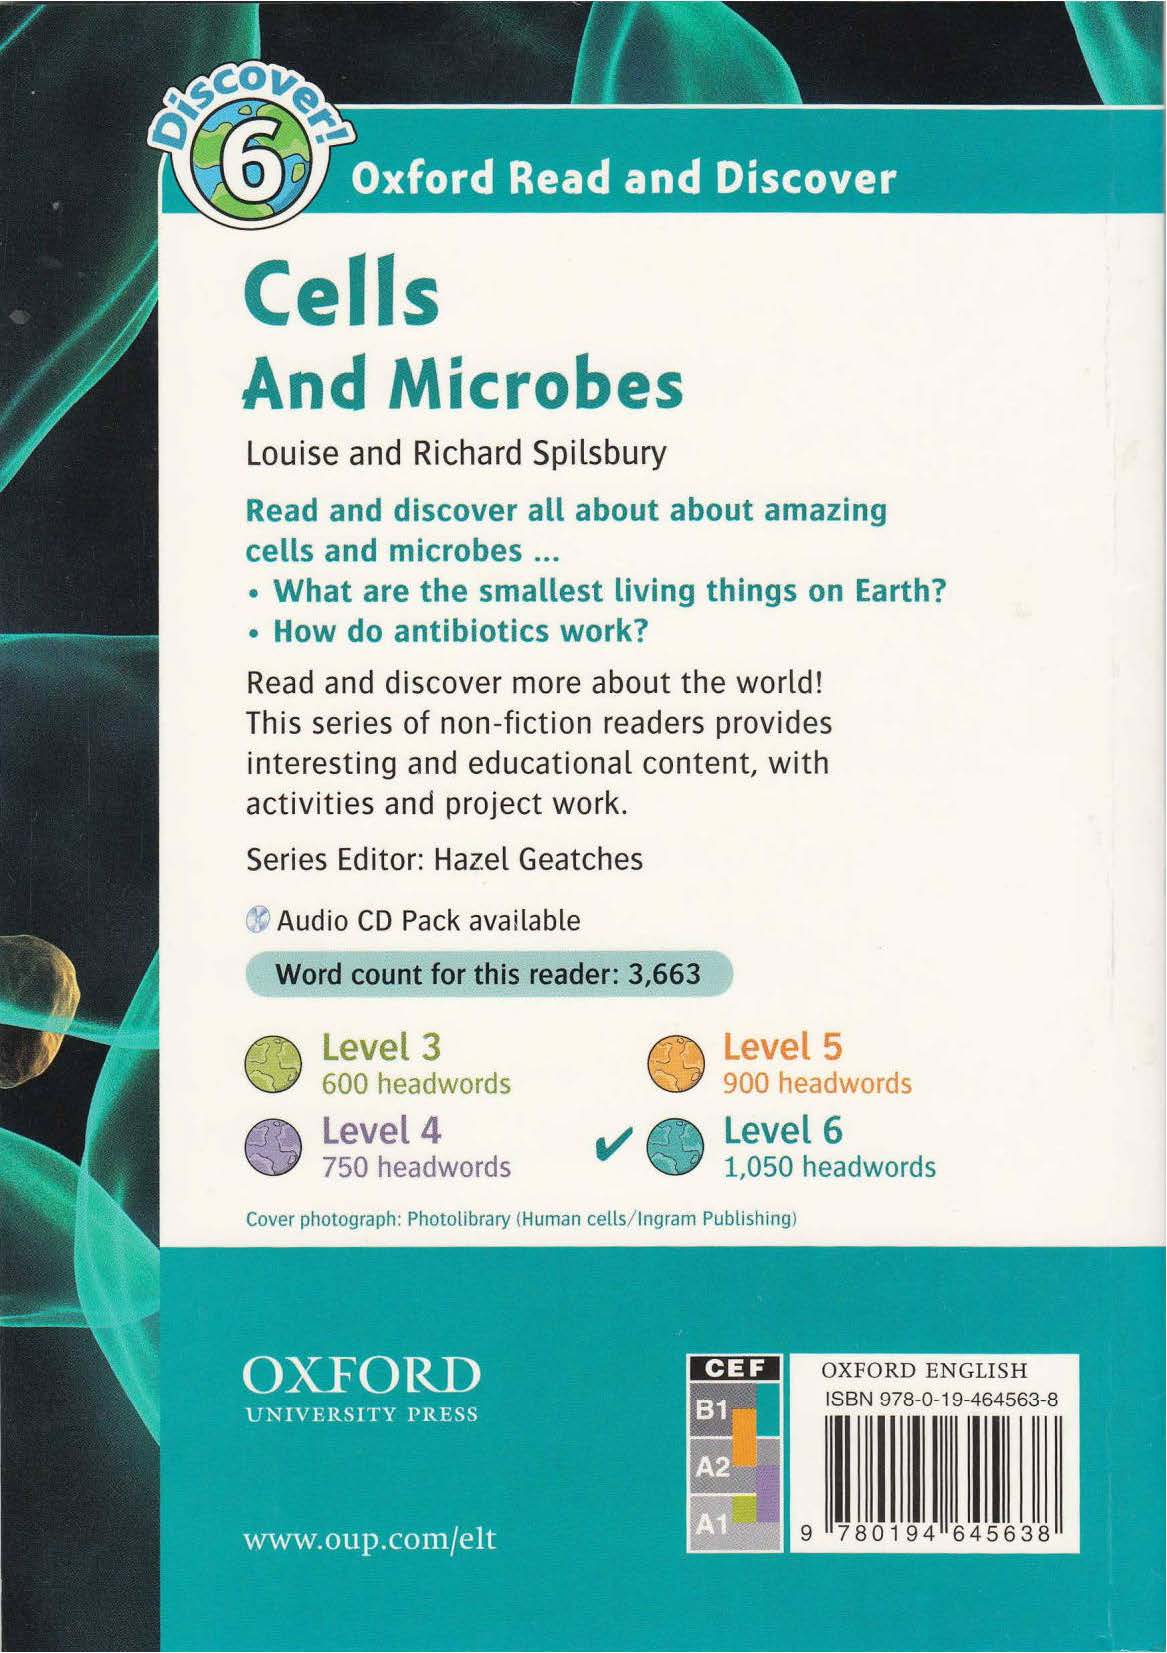 Discover!
6
Oxford Read and Discover
Cells
And Microbes
Louise and Richard Spilsbury
Read and discover all about about amazing
cells and microbes ...
• What are the smallest living things on Earth?
• How do antibiotics work?
Read and discover more about the world!
This series of non-fiction readers provides
interesting and educational content, with
activities and project work.
Series Editor: Hazel Geatches
Audio CD Pack available
Word count for this reader: 3,663
Level 3
600 headwords
Level 4
750 headwords
Level 5
900 headwords
Level 6
1,050 headwords
Cover photograph: Photolibrary (Human cells/Ingram Publishing)
OXFORD
UNIVERSITY PRESS
www.oup.com/elt
CEF
B1
A2
A1
OXFORD ENGLISH
ISBN 978-0-19-464563-8
9 780194 645638